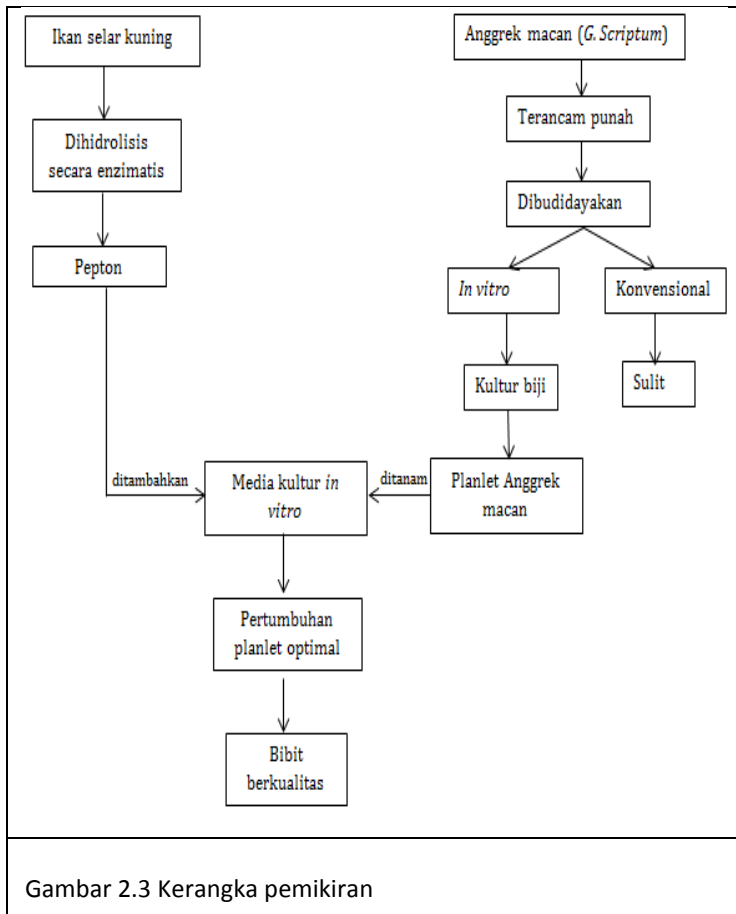 Ikan selar kuning
Anggrek macan (G. Scriptum)
Dihidrolisis
secara enzimatis
Terancam punah
Dibudidayakan
Pepton
In vitro
Konvensional
Kultur biji
Sulit
ditambahkan
Media kultur in
vitro
ditanam
Planlet Anggrek
macan
Pertumbuhan
planlet optimal
Bibit
berkualitas
Gambar 2.3 Kerangka pemikiran